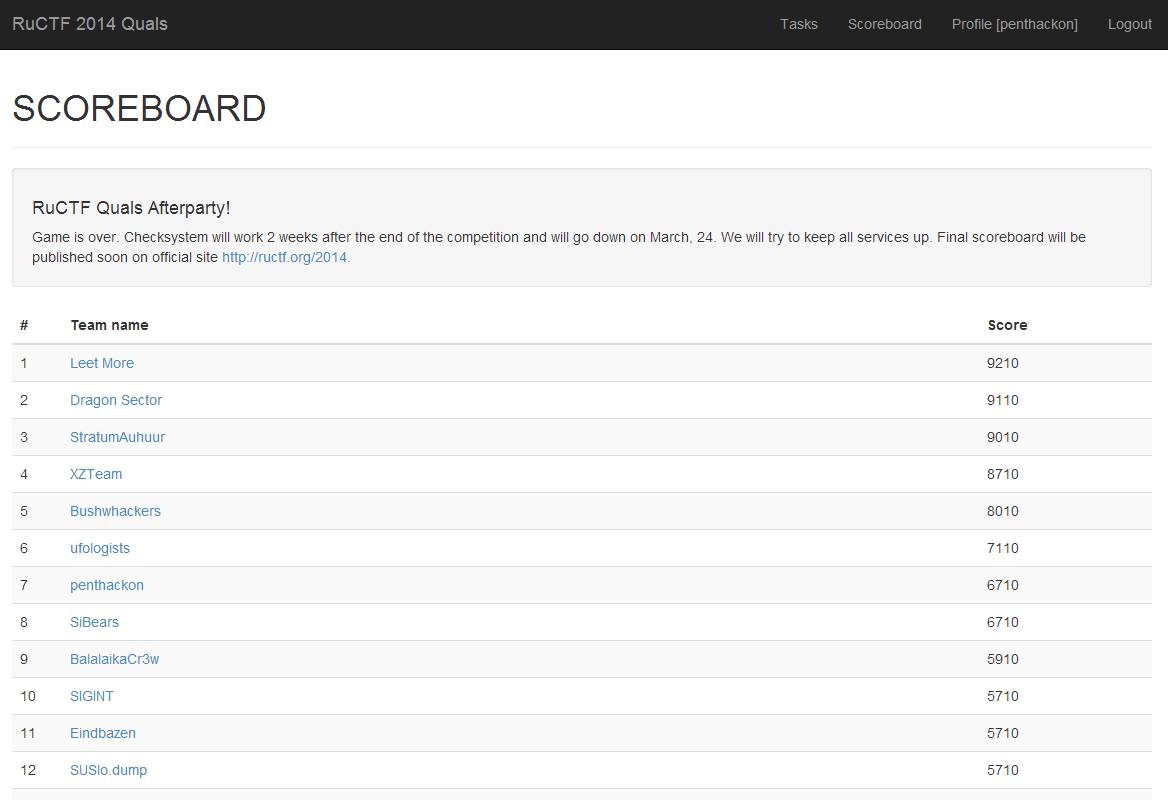 RuCTF 2014 Quals Tasks Scoreboard Profile [penthackon] Logout
SCOREBOARD
RuCTF Quals Afterparty!
Game is over. Checksystem will work 2 weeks after the end of the competition and will go down on March, 24. We will try to keep all services up. Final scoreboard will be
published soon on official site http://ructf.org/2014.
# Team name Score
1 Leet More 9210
2 Dragon Sector 9110
3 StratumAuhuur 9010
4 XZTeam 8710
5 Bushwhackers 8010
6 ufologists 7110
7 penthackon 6710
8 SiBears 6710
9 BalalaikaCr3w 5910
10 SIGINT 5710
11 Eindbazen 5710
12 SUSlo.dump 5710